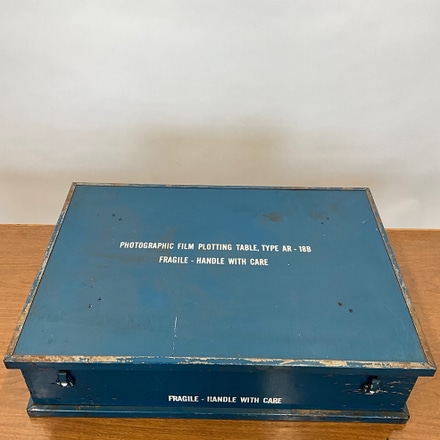 PHOTOGRAPHIC FILM PLOTTING TABLE, TYPE AR - 18B
FRAGILE - HANDLE WITH CARE
FRAGILE - HANDLE WITH CARE